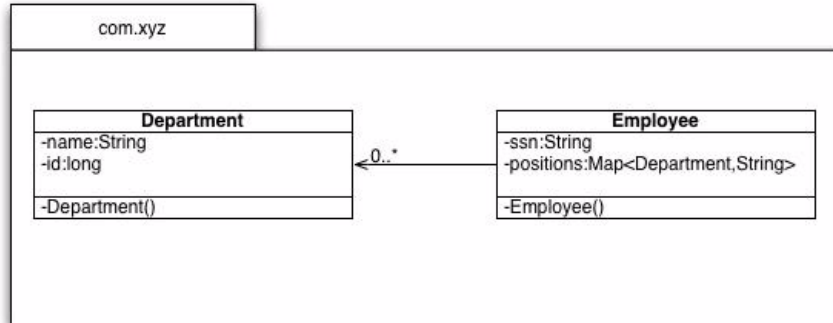 com.xyz
Department
-name:String
-id:long
-Department()
0..*
Employee
-ssn:String
-positions:Map<Department,String>
-Employee()